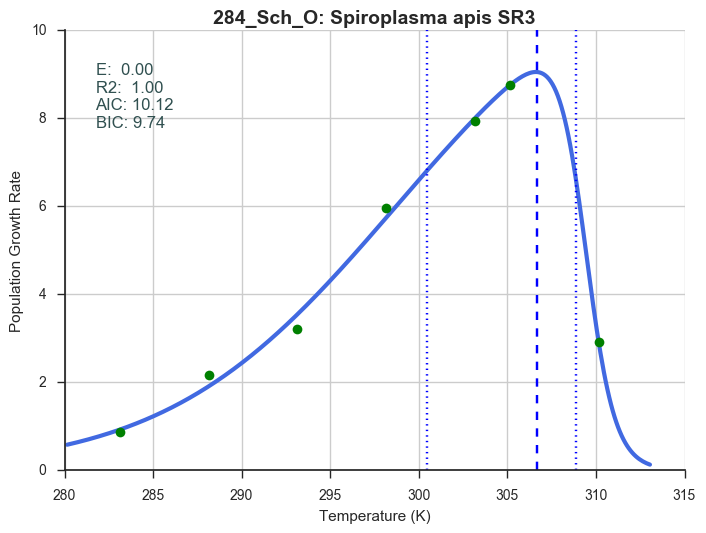 284_Sch_O: Spiroplasma apis SR3
E:  0.00
R2:  1.00
AIC: 10.12
BIC: 9.74
Population Growth Rate
10
8
6
4
2
0
280 285 290 295 300 305 310 315
Temperature (K)